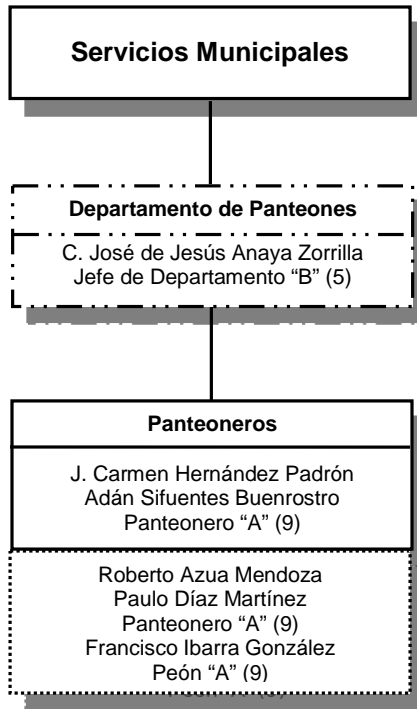 Servicios Municipales
Departamento de Panteones
C. José de Jesús Anaya Zorrilla
Jefe de Departamento “B” (5)
Panteoneros
J. Carmen Hernández Padrón
Adán Sifuentes Buenrostro
Panteonero “A” (9)
Roberto Azua Mendoza
Paulo Díaz Martínez
Panteonero “A” (9)
Francisco Ibarra González
Peón “A” (9)